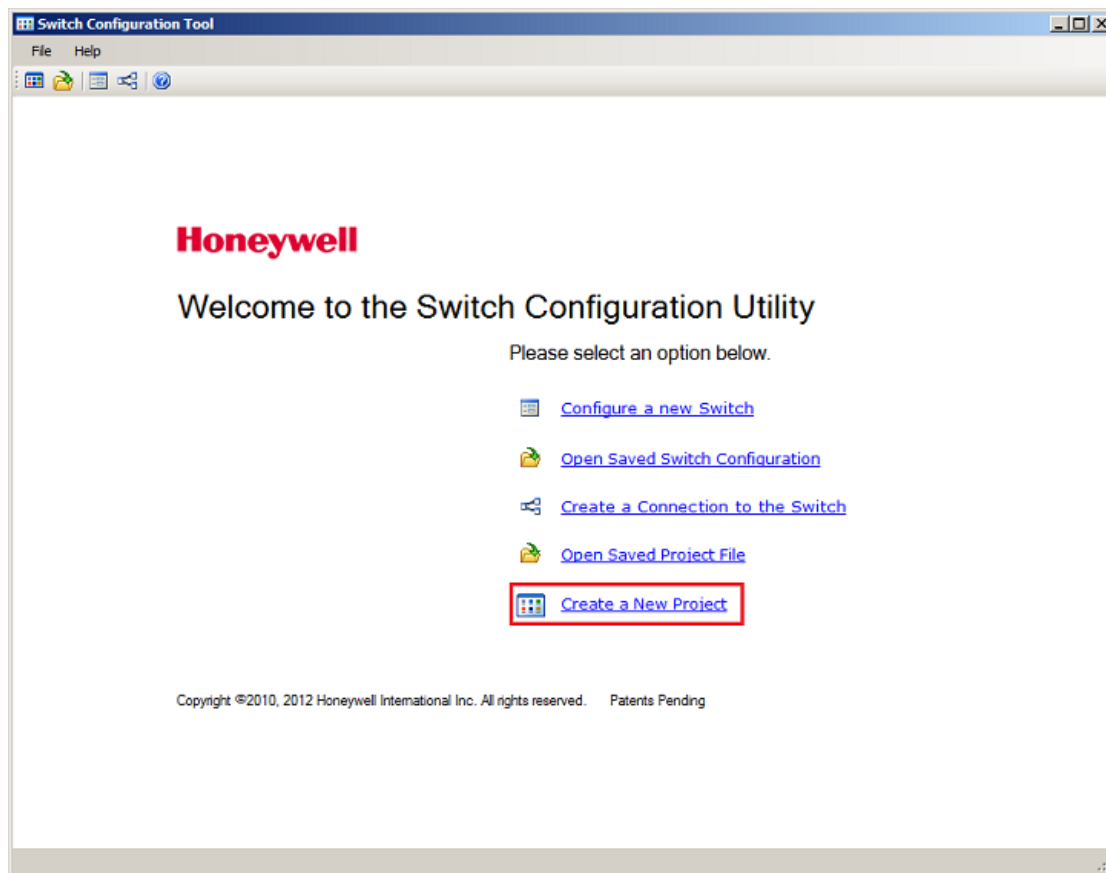 Switch Configuration Tool
File Help
Honeywell
Welcome to the Switch Configuration Utility
Please select an option below.
Configure a new Switch
Open Saved Switch Configuration
Create a Connection to the Switch
Open Saved Project File
Create a New Project
Copyright ©2010, 2012 Honeywell International Inc. All rights reserved. Patents Pending